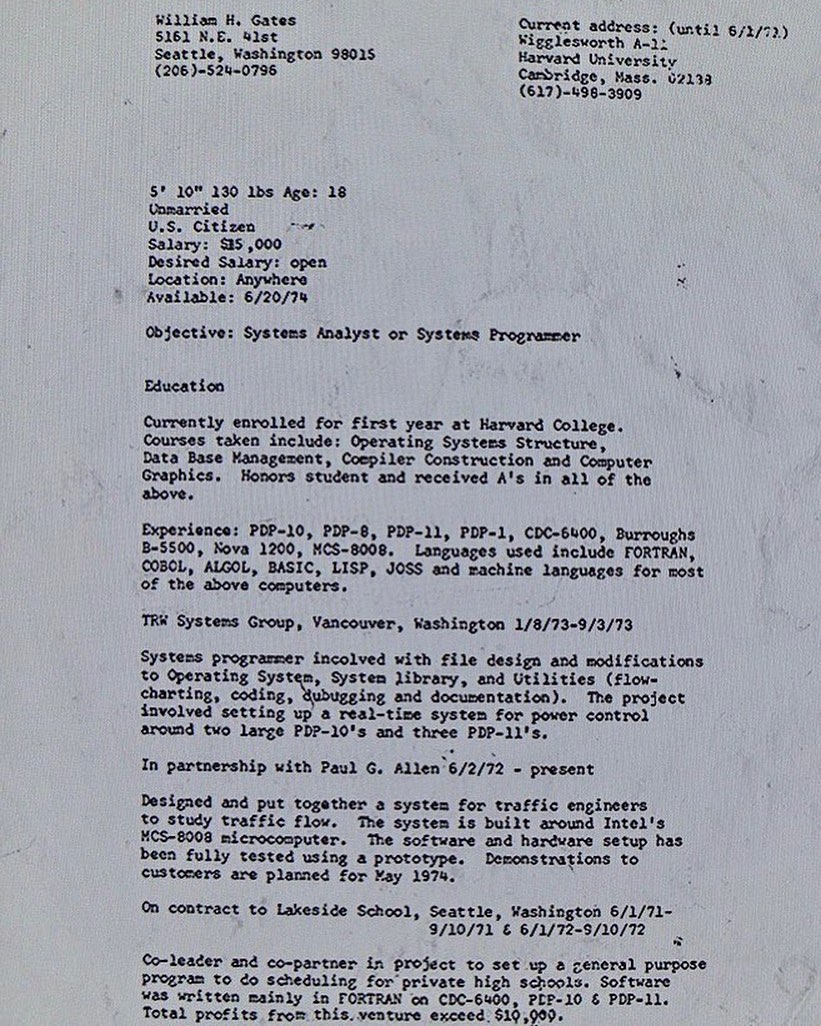 William H. Gates
5161 N.E. 41st
Seattle, Washington 98015
(206)-524-0796
Current address: (until 6/1/
Wigglesworth A-11
Harvard University
Cambridge, Mass. 02138
(617)-498-3909
5' 10" 130 lbs Age: 18
Unmarried
U.S. Citizen
Salary: $15,000
Desired Salary: open
Location: Anywhere
Available: 6/20/74
Objective: Systems Analyst or Systems Programmer
Education
Currently enrolled for first year at Harvard College.
Courses taken include: Operating Systems Structure,
Data Base Management, Compiler Construction and Computer
Graphics. Honors student and received A's in all of the
above.
Experience: PDP-10, PDP-8, PDP-11, PDP-1, CDC-6400, Burroughs
B-5500, Nova 1200, MCS-8008. Languages used include FORTRAN,
COBOL, ALGOL, BASIC, LISP, JOSS and machine languages for most
of the above computers.
TRW Systems Group, Vancouver, Washington 1/8/73-9/3/73
Systems programmer incolved with file design and modifications
to Operating System, System library, and Utilities (flow-
charting, coding, dubugging and documentation). The project
involved setting up a real-time system for power control
around two large PDP-10's and three PDP-11's.
In partnership with Paul G. Allen 6/2/72 - present
Designed and put together a system for traffic engineers
to study traffic flow. The system is built around Intel's
MCS-8008 microcomputer. The software and hardware setup has
been fully tested using a prototype. Demonstrations to
customers are planned for May 1974.
On contract to Lakeside School, Seattle, Washington 6/1/71-
9/10/71 & 6/1/72-9/10/72
Co-leader and co-partner in project to set up a general purpose
program to do scheduling for private high schools. Software
was written mainly in FORTRAN on CDC-6400, PDP-10 & PDP-11.
Total profits from this venture exceed $10,000.